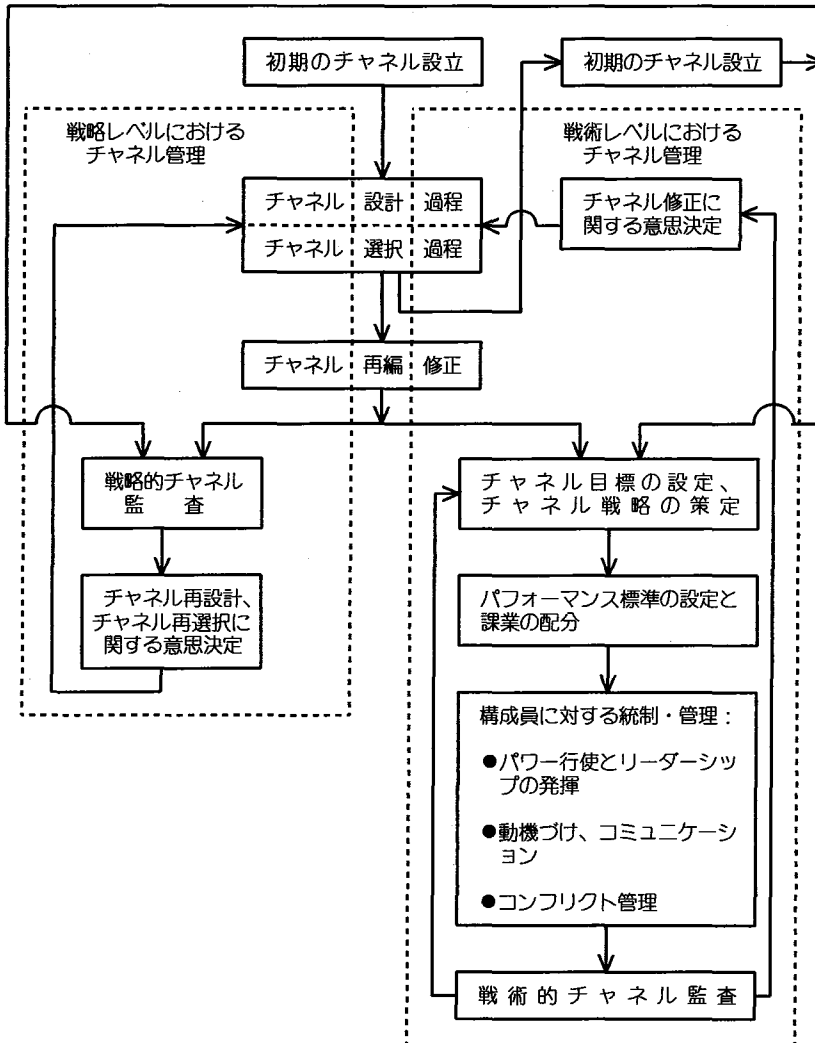 初期のチャネル設立
初期のチャネル設立
戦略レベルにおける
チャネル管理
戦術レベルにおける
チャネル管理
チャネル 設計 過程
チャネル 選択 過程
チャネル修正に
関する意思決定
チャネル 再編 修正
戦略的チャネル
監査
チャネル再設計、
チャネル再選択に
関する意思決定
チャネル目標の設定、
チャネル戦略の策定
パフォーマンス標準の設定と
課業の配分
構成員に対する統制・管理：
●パワー行使とリーダーシッ
プの発揮
●動機づけ、コミュニケーシ
ョン
●コンフリクト管理
戦術的チャネル監査